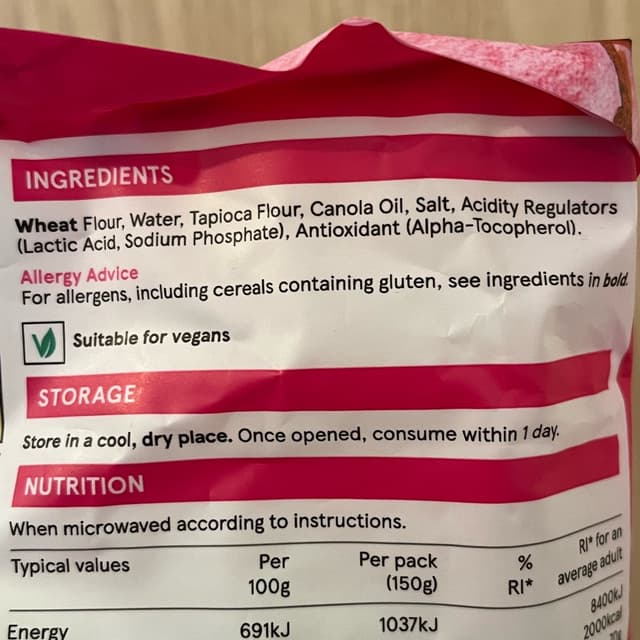 INGREDIENTS
Wheat Flour, Water, Tapioca Flour, Canola Oil, Salt, Acidity Regulators
(Lactic Acid, Sodium Phosphate), Antioxidant (Alpha-Tocopherol).
Allergy Advice
For allergens, including cereals containing gluten, see ingredients in bold.
Suitable for vegans
STORAGE
Store in a cool, dry place. Once opened, consume within 1 day.
NUTRITION
When microwaved according to instructions.
Typical values Per 100g Per pack (150g) % RI* RI* for an average adult
Energy 691kJ 1037kJ 8400kJ
2000kcal